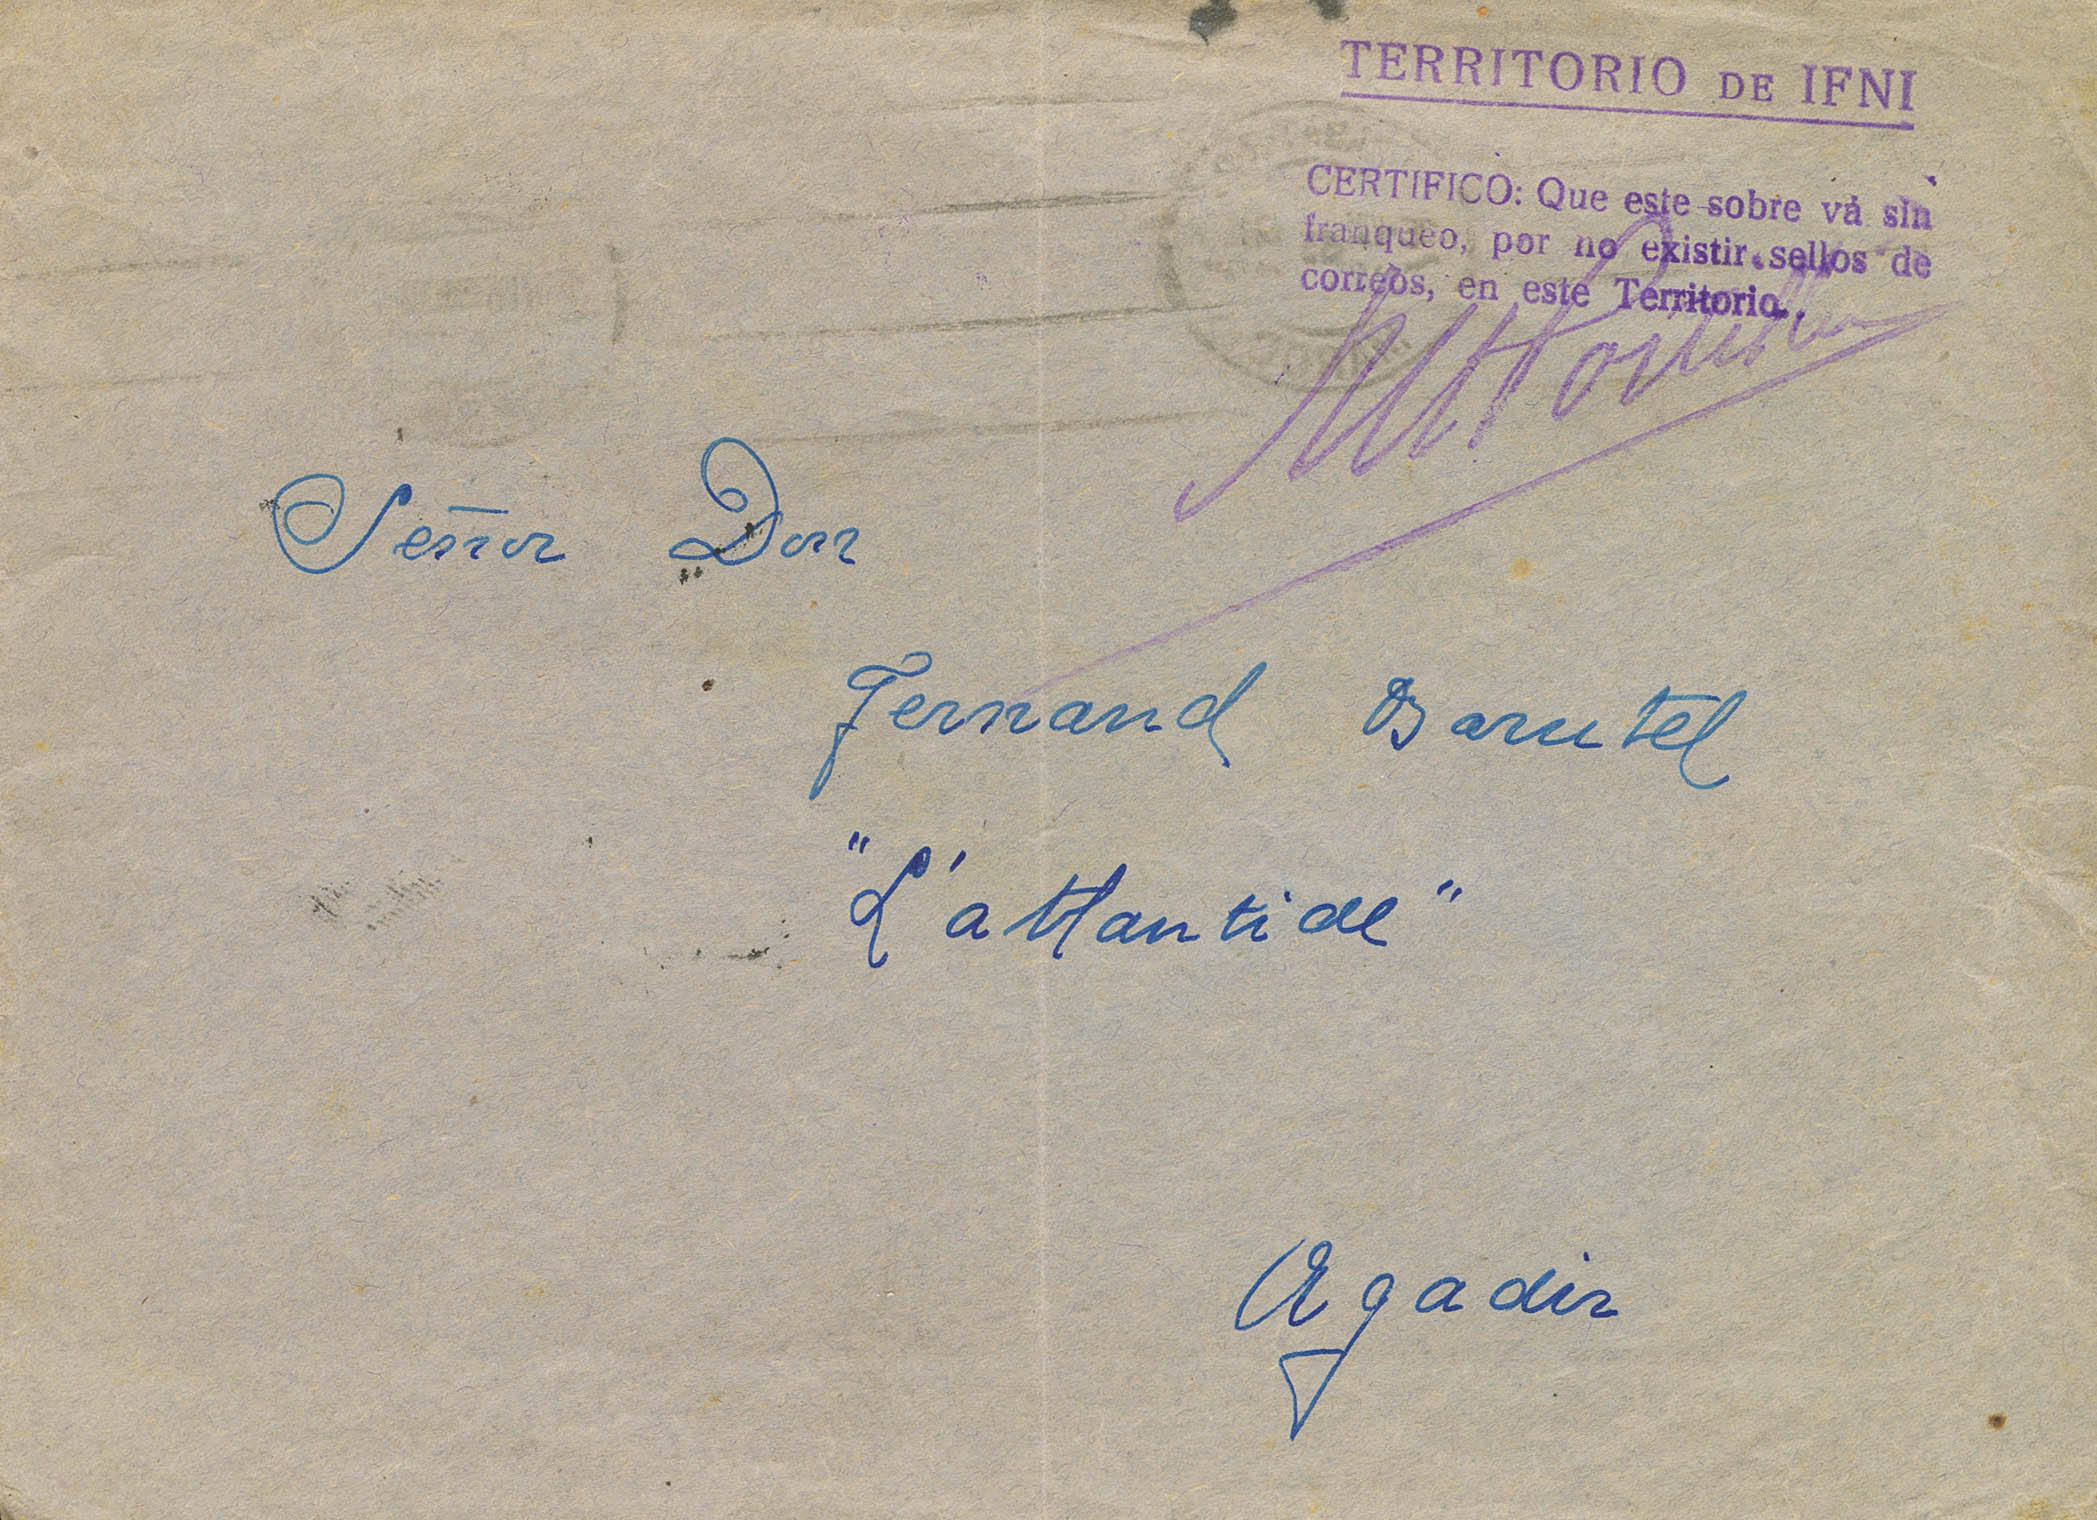 TERRITORIO DE IFNI
CERTIFICO: Que este sobre vá sin
franqueo, por no existir sellos de
correos, en este Territorio.
Señor Don
Fernand Barutel
"L'atlantide"
Agadir